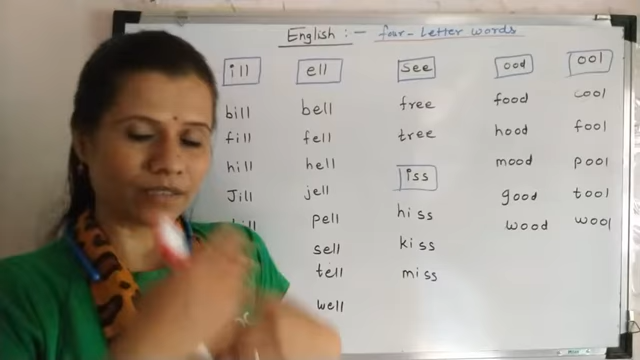 English :- four-Letter words
ill
bill
fill
hill
Jill
ell
bell
fell
hell
jell
pell
sell
tell
well
see
free
tree
iss
hiss
kiss
miss
ood
food
hood
mood
good
wood
ool
cool
fool
pool
tool
wool